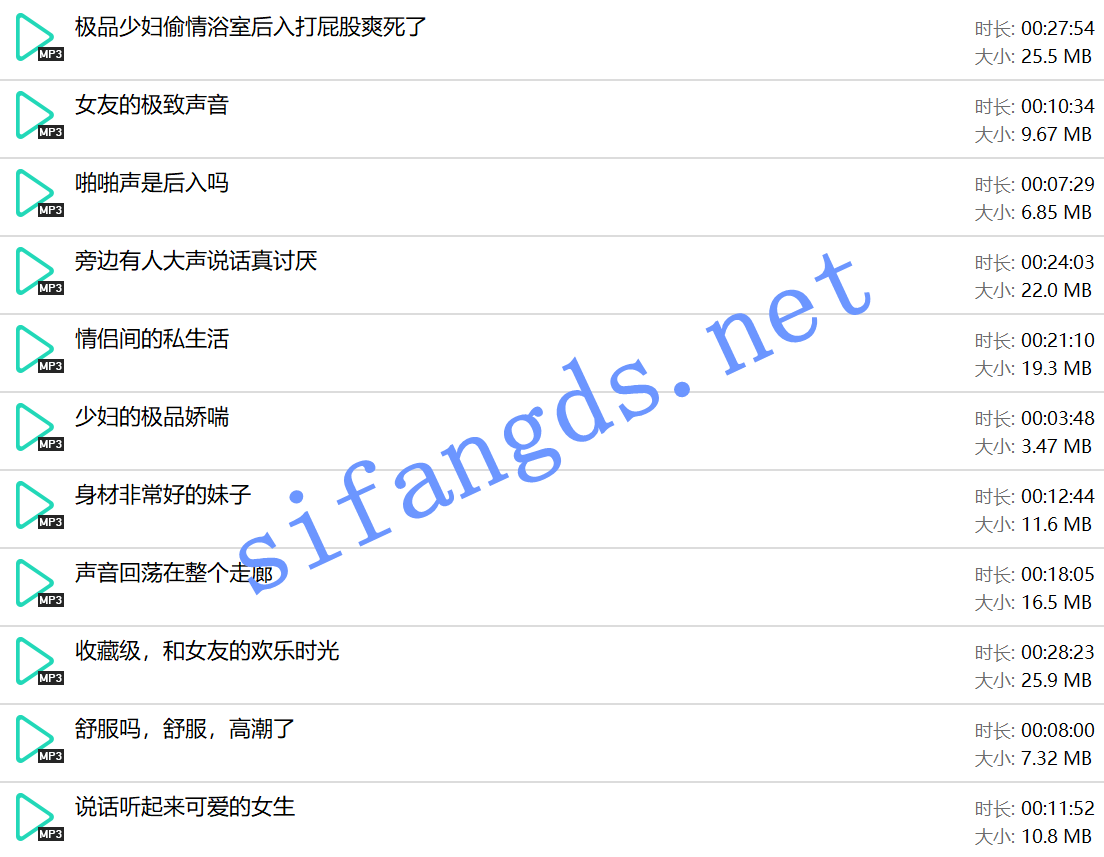 极品少妇偷情浴室后入打屁股爽死了
时长: 00:27:54
MP3
大小: 25.5 MB
女友的极致声音
时长: 00:10:34
MP3
大小: 9.67 MB
啪啪声是后入吗
时长: 00:07:29
MP3
大小: 6.85 MB
旁边有人大声说话真讨厌
时长: 00:24:03
MP3
大小: 22.0 MB
情侣间的私生活
时长: 00:21:10
MP3
大小: 19.3 MB
少妇的极品娇喘
时长: 00:03:48
MP3
大小: 3.47 MB
身材非常好的妹子
时长: 00:12:44
MP3
大小: 11.6 MB
声音回荡在整个走廊
时长: 00:18:05
MP3
大小: 16.5 MB
收藏级，和女友的欢乐时光
时长: 00:28:23
MP3
大小: 25.9 MB
舒服吗，舒服，高潮了
时长: 00:08:00
MP3
大小: 7.32 MB
说话听起来可爱的女生
时长: 00:11:52
MP3
大小: 10.8 MB
sifangds.net